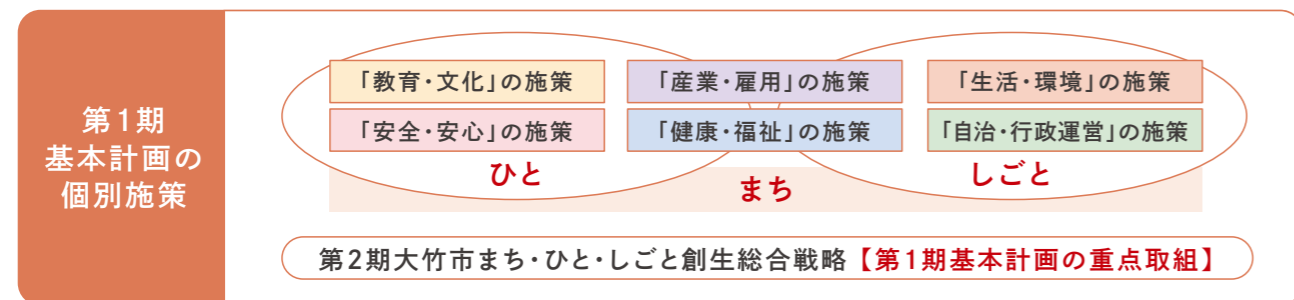 第1期
基本計画の
個別施策
「教育・文化」の施策
「産業・雇用」の施策
「生活・環境」の施策
「安全・安心」の施策
「健康・福祉」の施策
「自治・行政運営」の施策
ひと
まち
しごと
第2期大竹市まち・ひと・しごと創生総合戦略【第1期基本計画の重点取組】